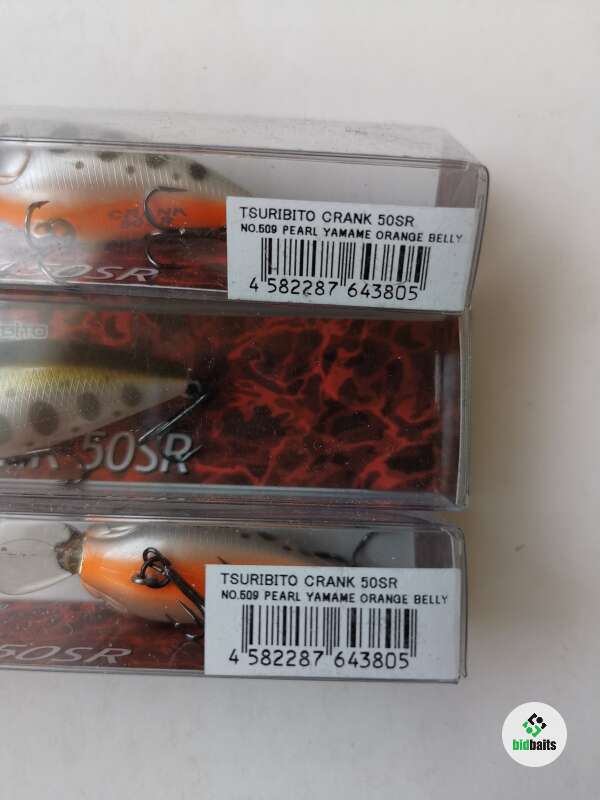 TSURIBITO CRANK 50SR
NO.509 PEARL YAMAME ORANGE BELLY
4 582287 643805
50SR
50SR
TSURIBITO CRANK 50SR
NO.509 PEARL YAMAME ORANGE BELLY
4 582287 643805
50SR
bidbaits